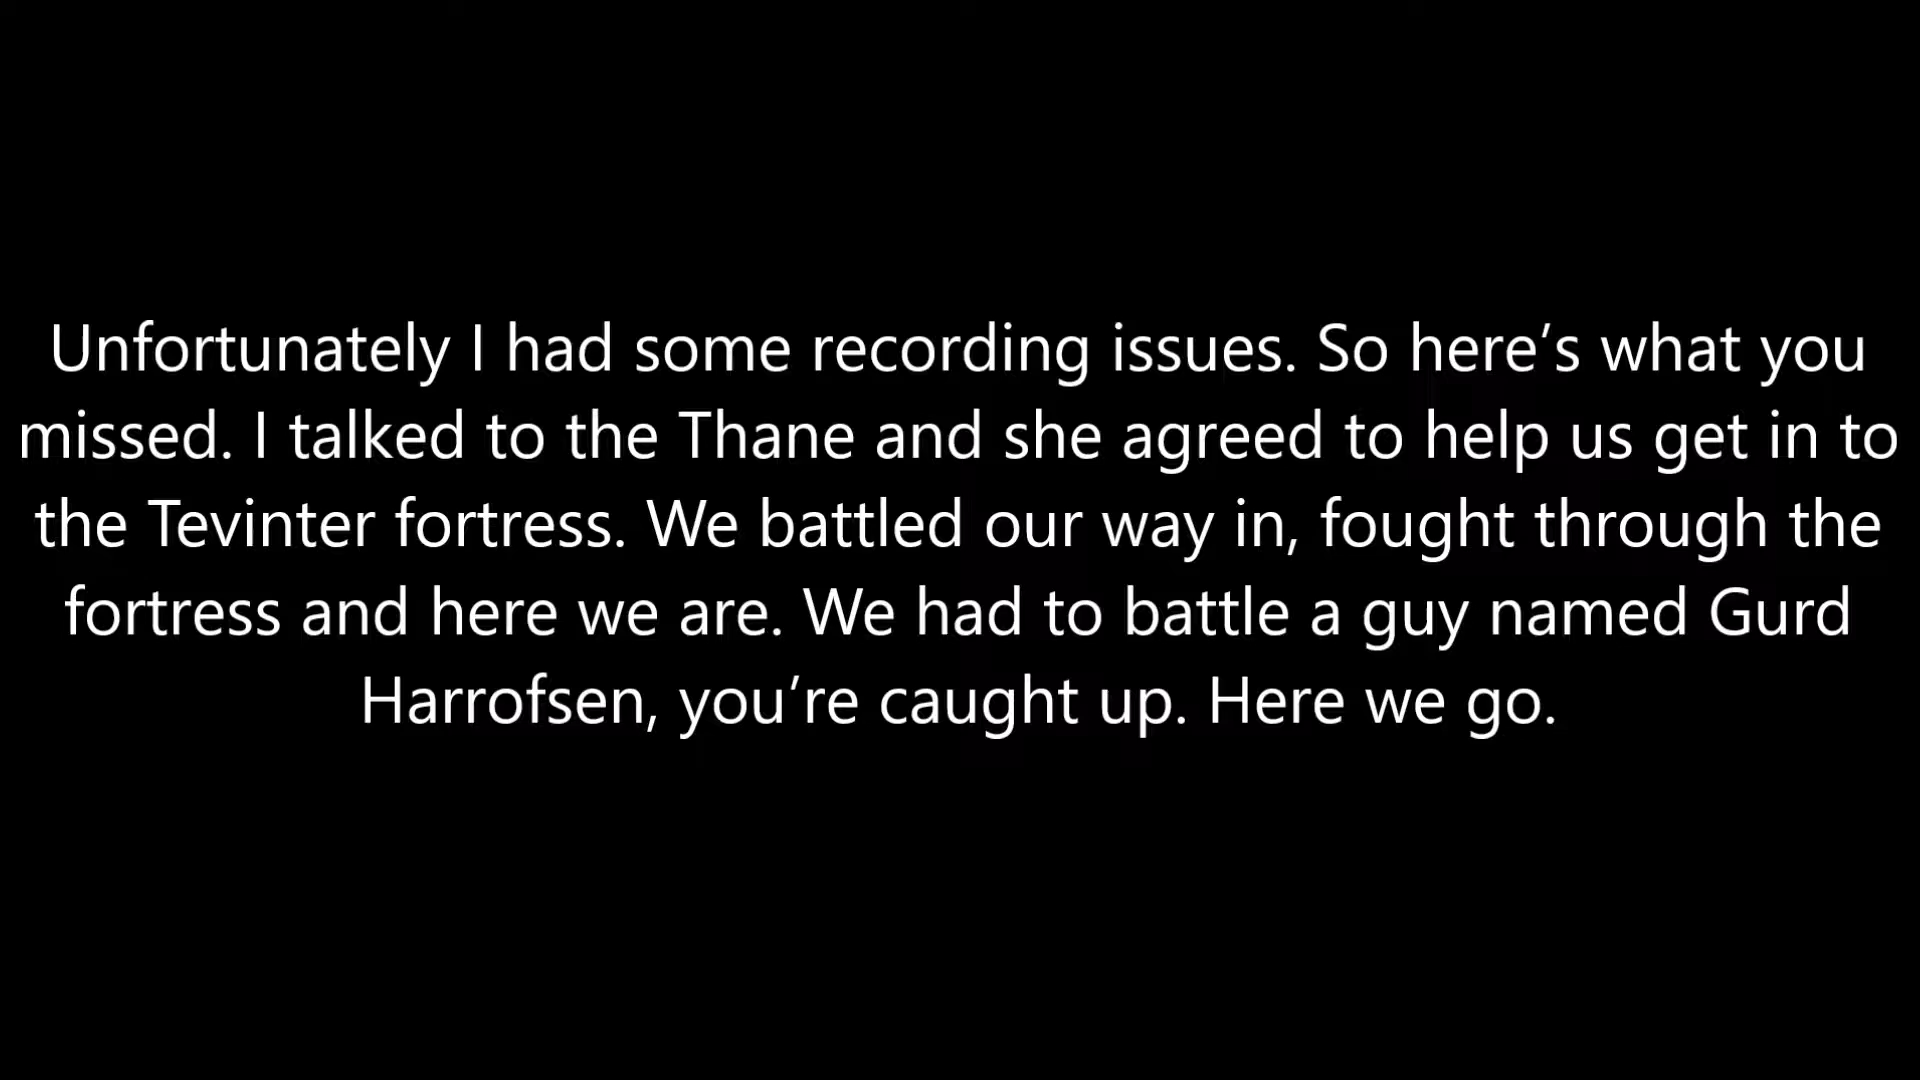 Unfortunately I had some recording issues. So here’s what you
missed. I talked to the Thane and she agreed to help us get in to
the Tevinter fortress. We battled our way in, fought through the
fortress and here we are. We had to battle a guy named Gurd
Harrofsen, you’re caught up. Here we go.